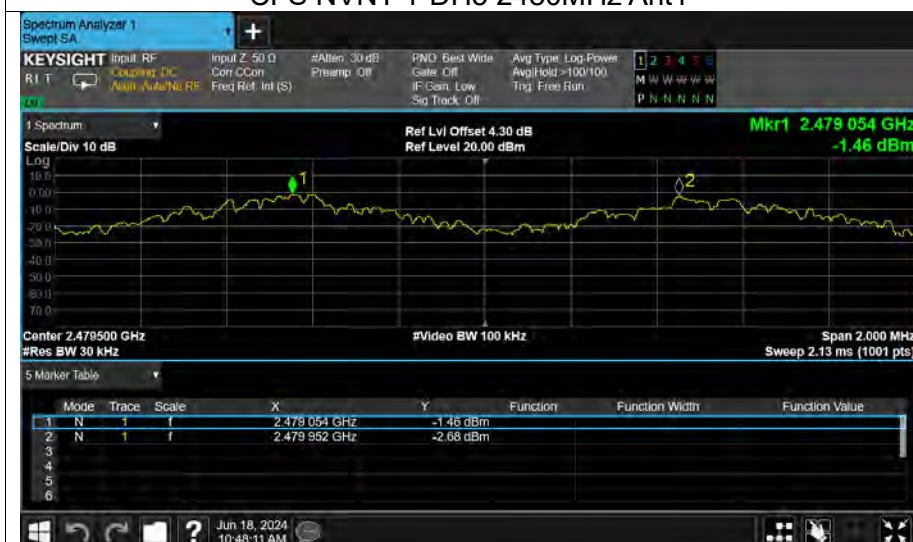 Spectrum Analyzer 1
Swept SA
+
KEYSIGHT Input: RF Input Z: 50 Ω #Atten: 30 dB PNO: Best Wide Avg Type: Log-Power 1 2 3 4 5 6
RLT Coupling: DC Corr CCorr Preamp: Off Gate: Off Avg|Hold: >100/100 M W W W W W
Align: Auto/No RF Freq Ref: Int (S) IF Gain: Low Trig: Free Run
Sig Track: Off P N N N N N
1 Spectrum Ref Lvl Offset 4.30 dB Mkr1 2.479 054 GHz
Scale/Div 10 dB Ref Level 20.00 dBm -1.46 dBm
Log
10.0
0.00
-10.0
-20.0
-30.0
-40.0
-50.0
-60.0
-70.0
1
2
Center 2.479500 GHz #Video BW 100 kHz Span 2.000 MHz
#Res BW 30 kHz Sweep 2.13 ms (1001 pts)
5 Marker Table
Mode Trace Scale X Y Function Function Width Function Value
1 N 1 f 2.479 054 GHz -1.46 dBm
2 N 1 f 2.479 952 GHz -2.68 dBm
3
4
5
6
? Jun 18, 2024
10:48:11 AM